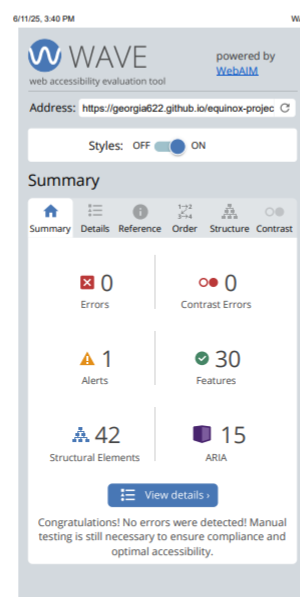 6/11/25, 3:40 PM
WAVE
powered by
WebAIM
web accessibility evaluation tool
Address: https://georgia622.github.io/equinox-projec
Styles: OFF ON
Summary
Summary Details Reference Order Structure Contrast
0 0
Errors Contrast Errors
1 30
Alerts Features
42 15
Structural Elements ARIA
View details ›
Congratulations! No errors were detected! Manual
testing is still necessary to ensure compliance and
optimal accessibility.